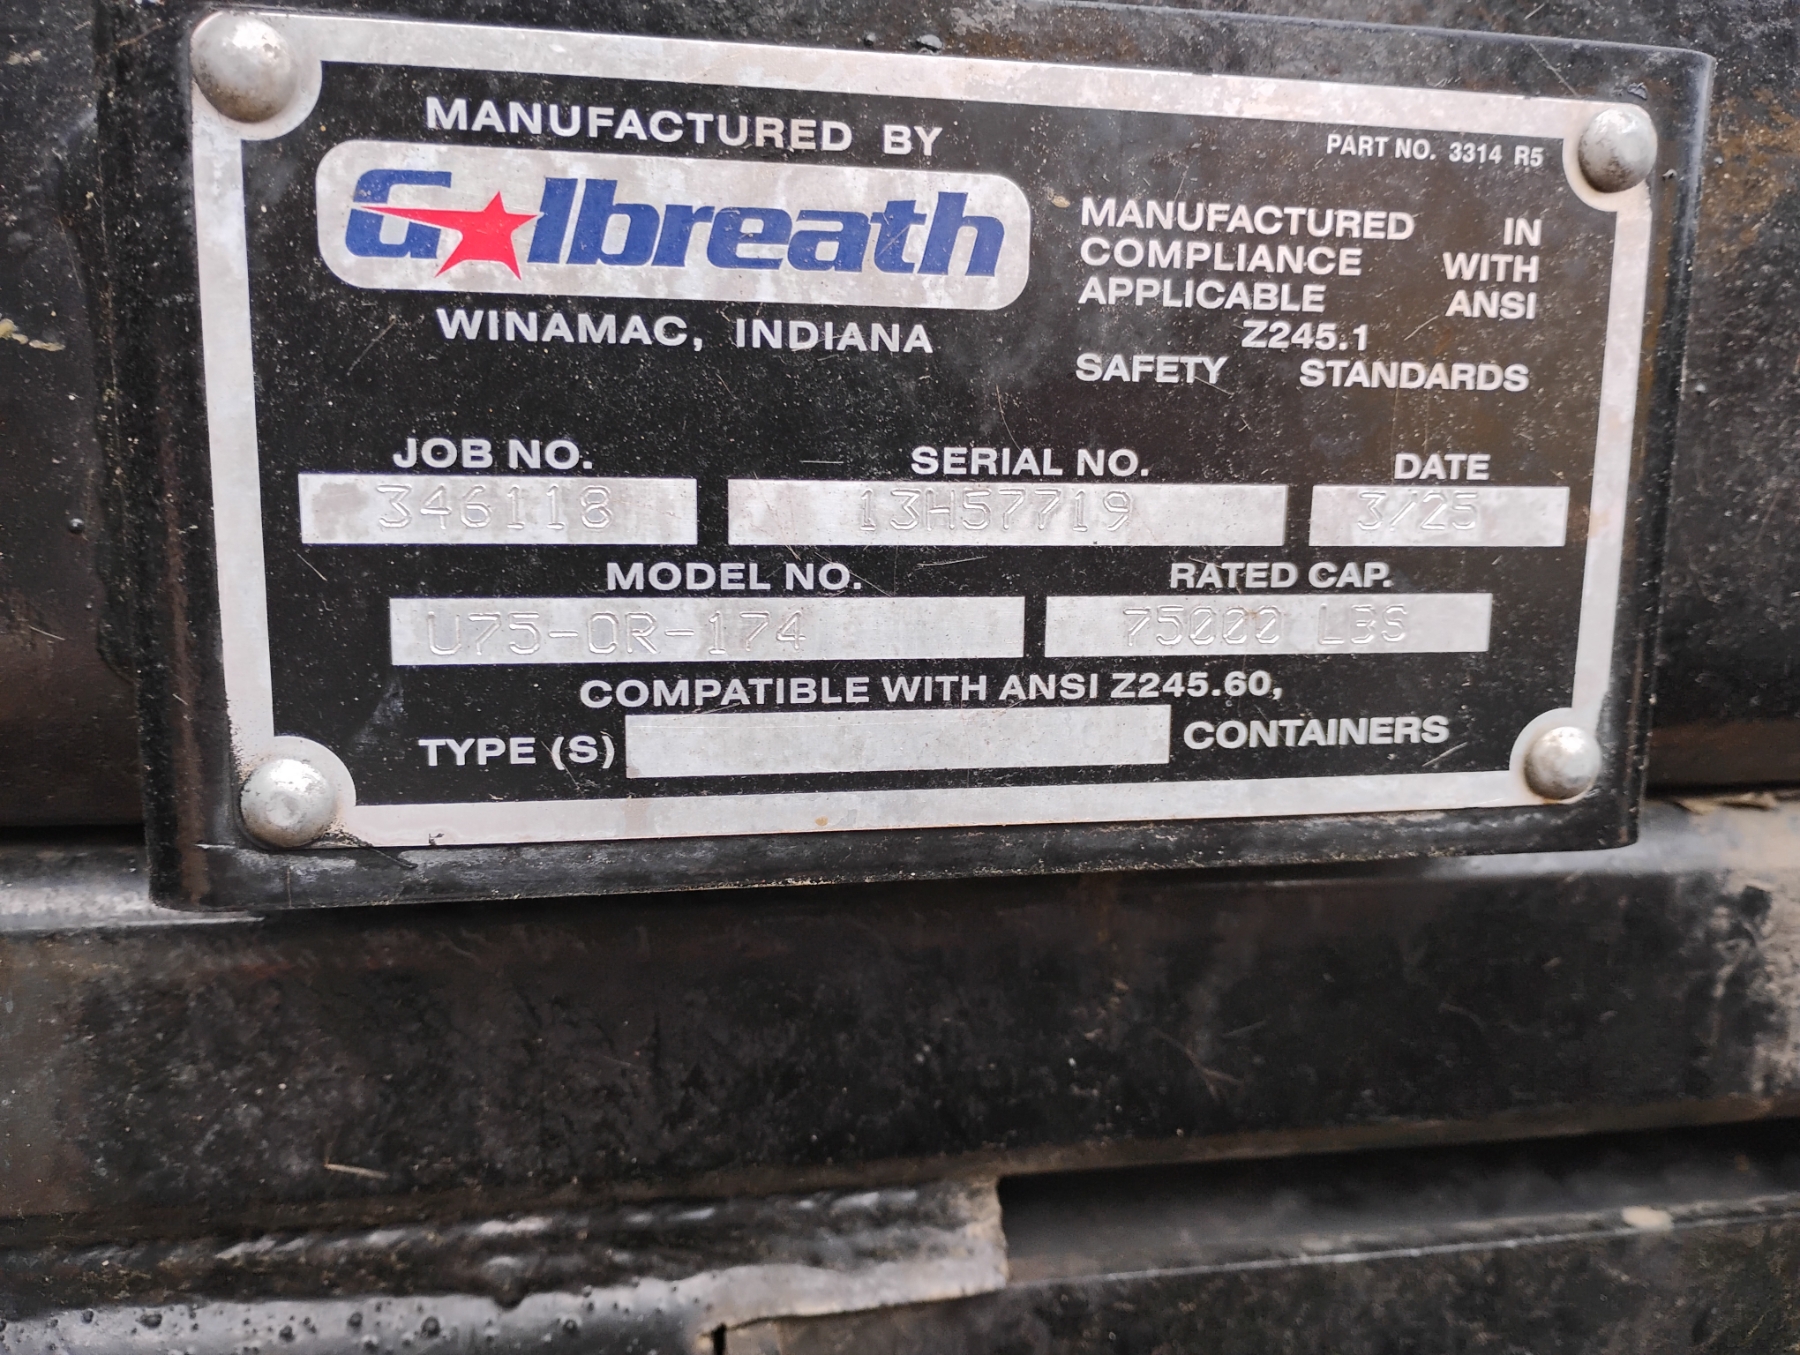 MANUFACTURED BY
Galbreath
WINAMAC, INDIANA
PART NO. 3314 R5
MANUFACTURED IN
COMPLIANCE WITH
APPLICABLE ANSI
Z245.1
SAFETY STANDARDS
JOB NO. SERIAL NO. DATE
346118 13H57719 3/25
MODEL NO. RATED CAP.
U75-OR-174 75000 LBS
COMPATIBLE WITH ANSI Z245.60,
TYPE (S) CONTAINERS